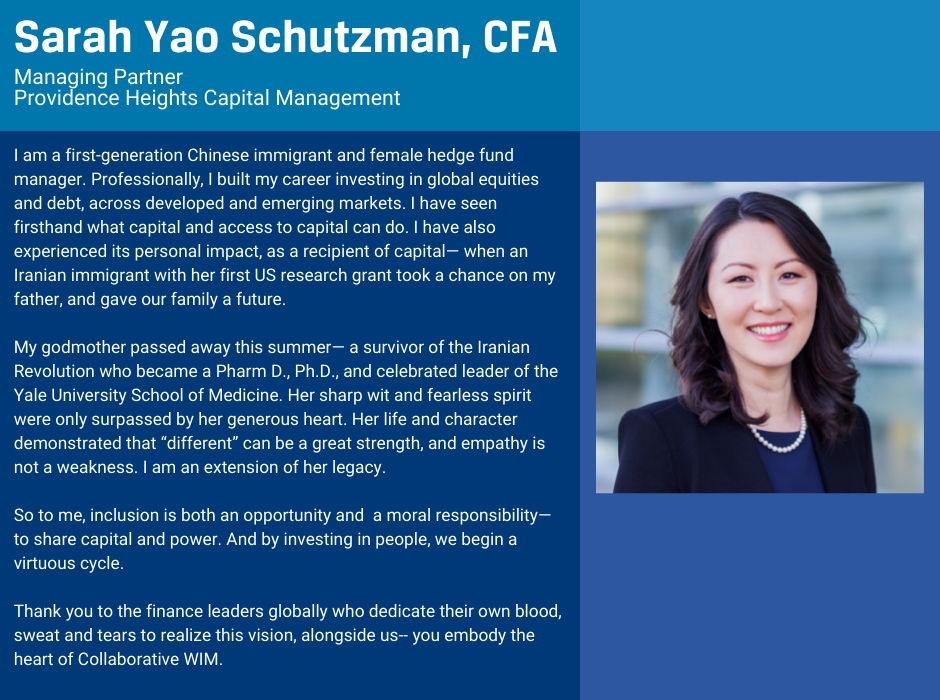 Sarah Yao Schutzman, CFA
Managing Partner
Providence Heights Capital Management
I am a first-generation Chinese immigrant and female hedge fund
manager. Professionally, I built my career investing in global equities
and debt, across developed and emerging markets. I have seen
firsthand what capital and access to capital can do. I have also
experienced its personal impact, as a recipient of capital— when an
Iranian immigrant with her first US research grant took a chance on my
father, and gave our family a future.
My godmother passed away this summer— a survivor of the Iranian
Revolution who became a Pharm D., Ph.D., and celebrated leader of the
Yale University School of Medicine. Her sharp wit and fearless spirit
were only surpassed by her generous heart. Her life and character
demonstrated that “different” can be a great strength, and empathy is
not a weakness. I am an extension of her legacy.
So to me, inclusion is both an opportunity and  a moral responsibility—
to share capital and power. And by investing in people, we begin a
virtuous cycle.
Thank you to the finance leaders globally who dedicate their own blood,
sweat and tears to realize this vision, alongside us-- you embody the
heart of Collaborative WIM.